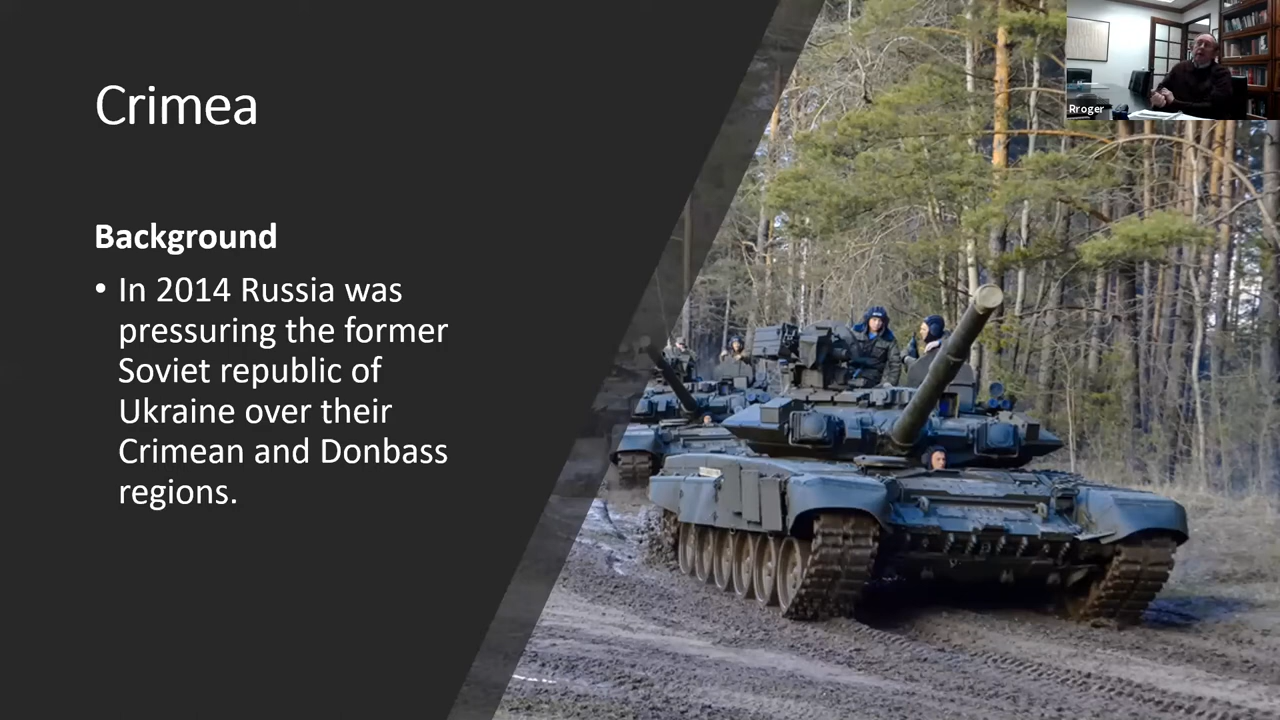 Crimea
Background
• In 2014 Russia was
pressuring the former
Soviet republic of
Ukraine over their
Crimean and Donbass
regions.
Rroger